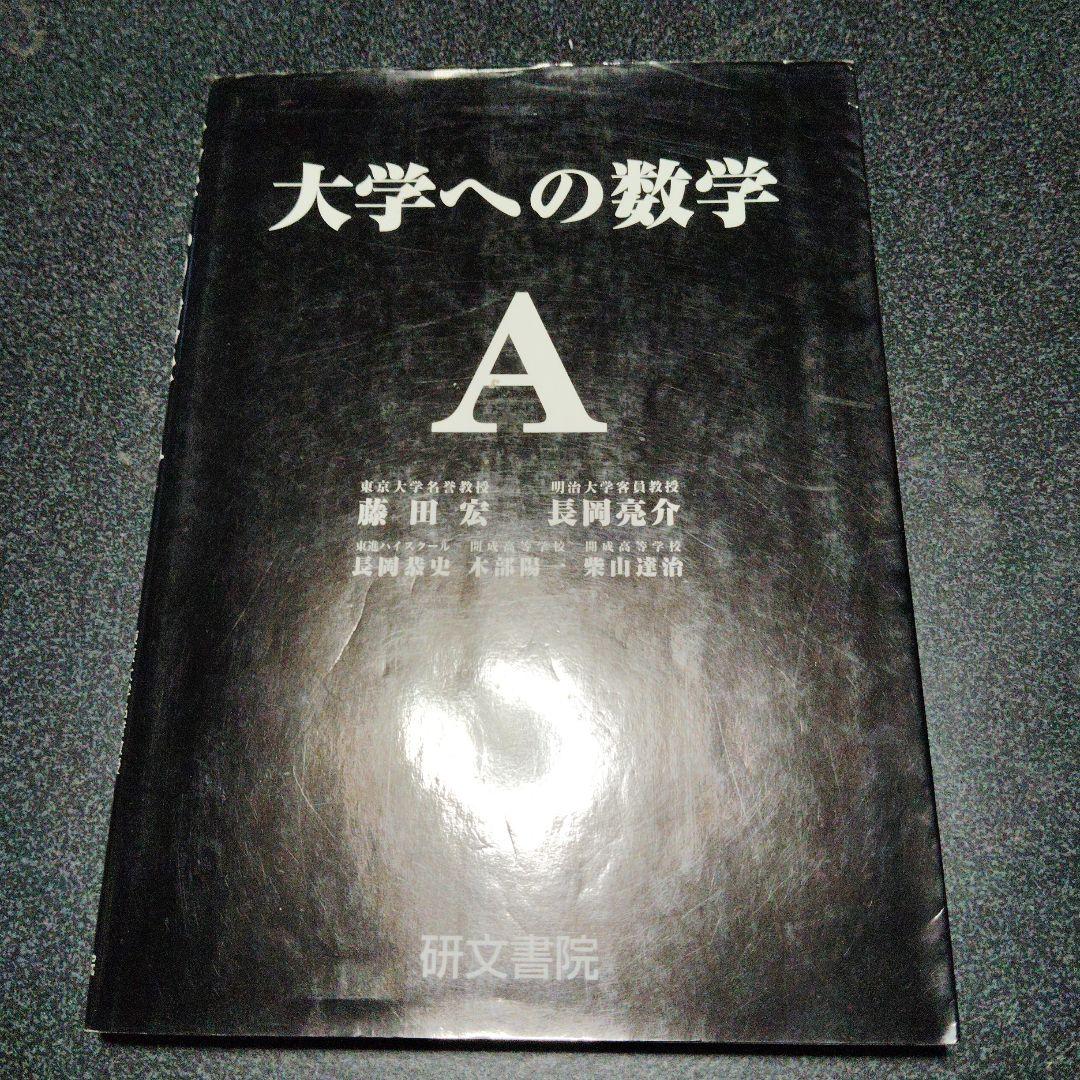 大学への数学
A
東京大学名誉教授 明治大学客員教授
藤田宏 長岡亮介
東進ハイスクール 開成高等学校 開成高等学校
長岡恭史 木部陽一 柴山達治
研文書院